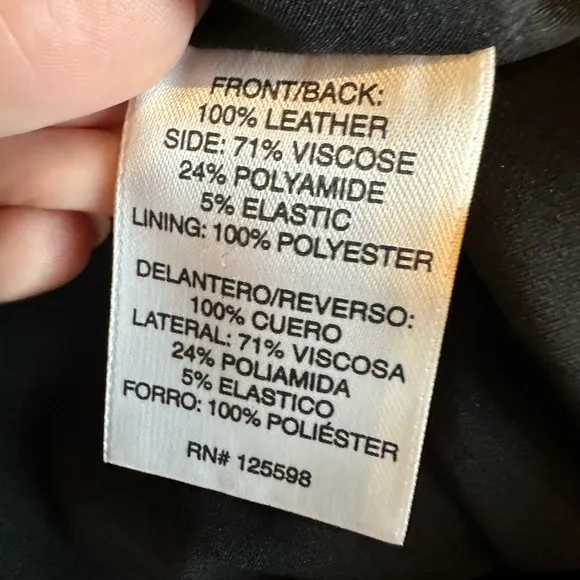 FRONT/BACK:
100% LEATHER
SIDE: 71% VISCOSE
24% POLYAMIDE
5% ELASTIC
LINING: 100% POLYESTER
DELANTERO/REVERSO:
100% CUERO
LATERAL: 71% VISCOSA
24% POLIAMIDA
5% ELASTICO
FORRO: 100% POLIÉSTER
RN# 125598